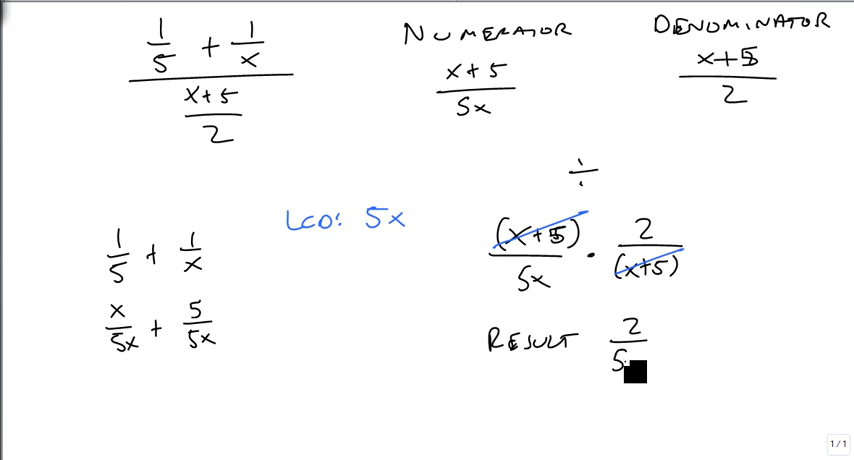 1/5 + 1/x
x+5
2
NUMERATOR
x+5
5x
DENOMINATOR
x+5
2
÷
1/5 + 1/x
x/5x + 5/5x
LCD: 5x
(x+5)/5x · 2/(x+5)
RESULT 2/5
1/1